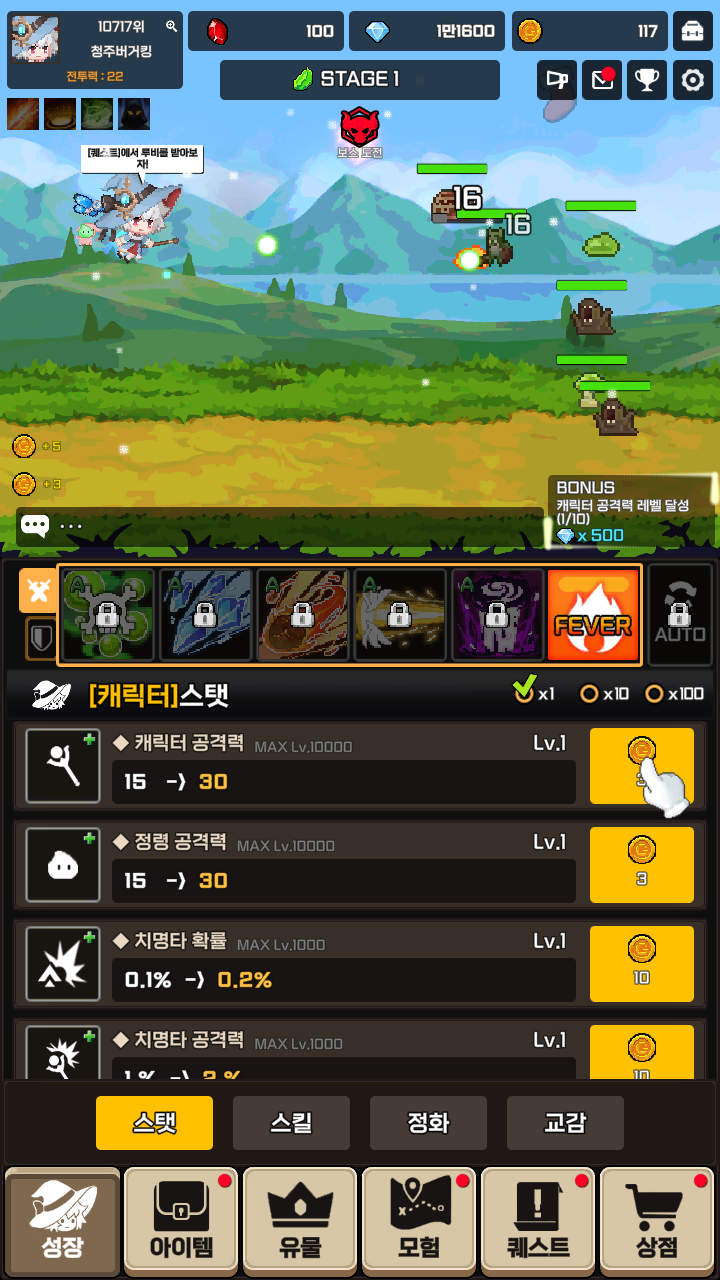 10717위
청주버거킹
전투력 : 22
100
1만1600
117
STAGE 1
보스 도전
[퀘스트]에서 루비를 받아보
자!
16
16
+5
+3
...
BONUS
캐릭터 공격력 레벨 달성
(1/10)
x 500
A
A
A
A
A
FEVER
AUTO
[캐릭터]스탯
x1
x10
x100
캐릭터 공격력 MAX Lv.10000
Lv.1
15 -> 30
정령 공격력 MAX Lv.10000
Lv.1
15 -> 30
3
치명타 확률 MAX Lv.1000
Lv.1
0.1% -> 0.2%
10
치명타 공격력 MAX Lv.1000
Lv.1
1 % -> 2 %
10
스탯
스킬
정화
교감
성장
아이템
유물
모험
퀘스트
상점